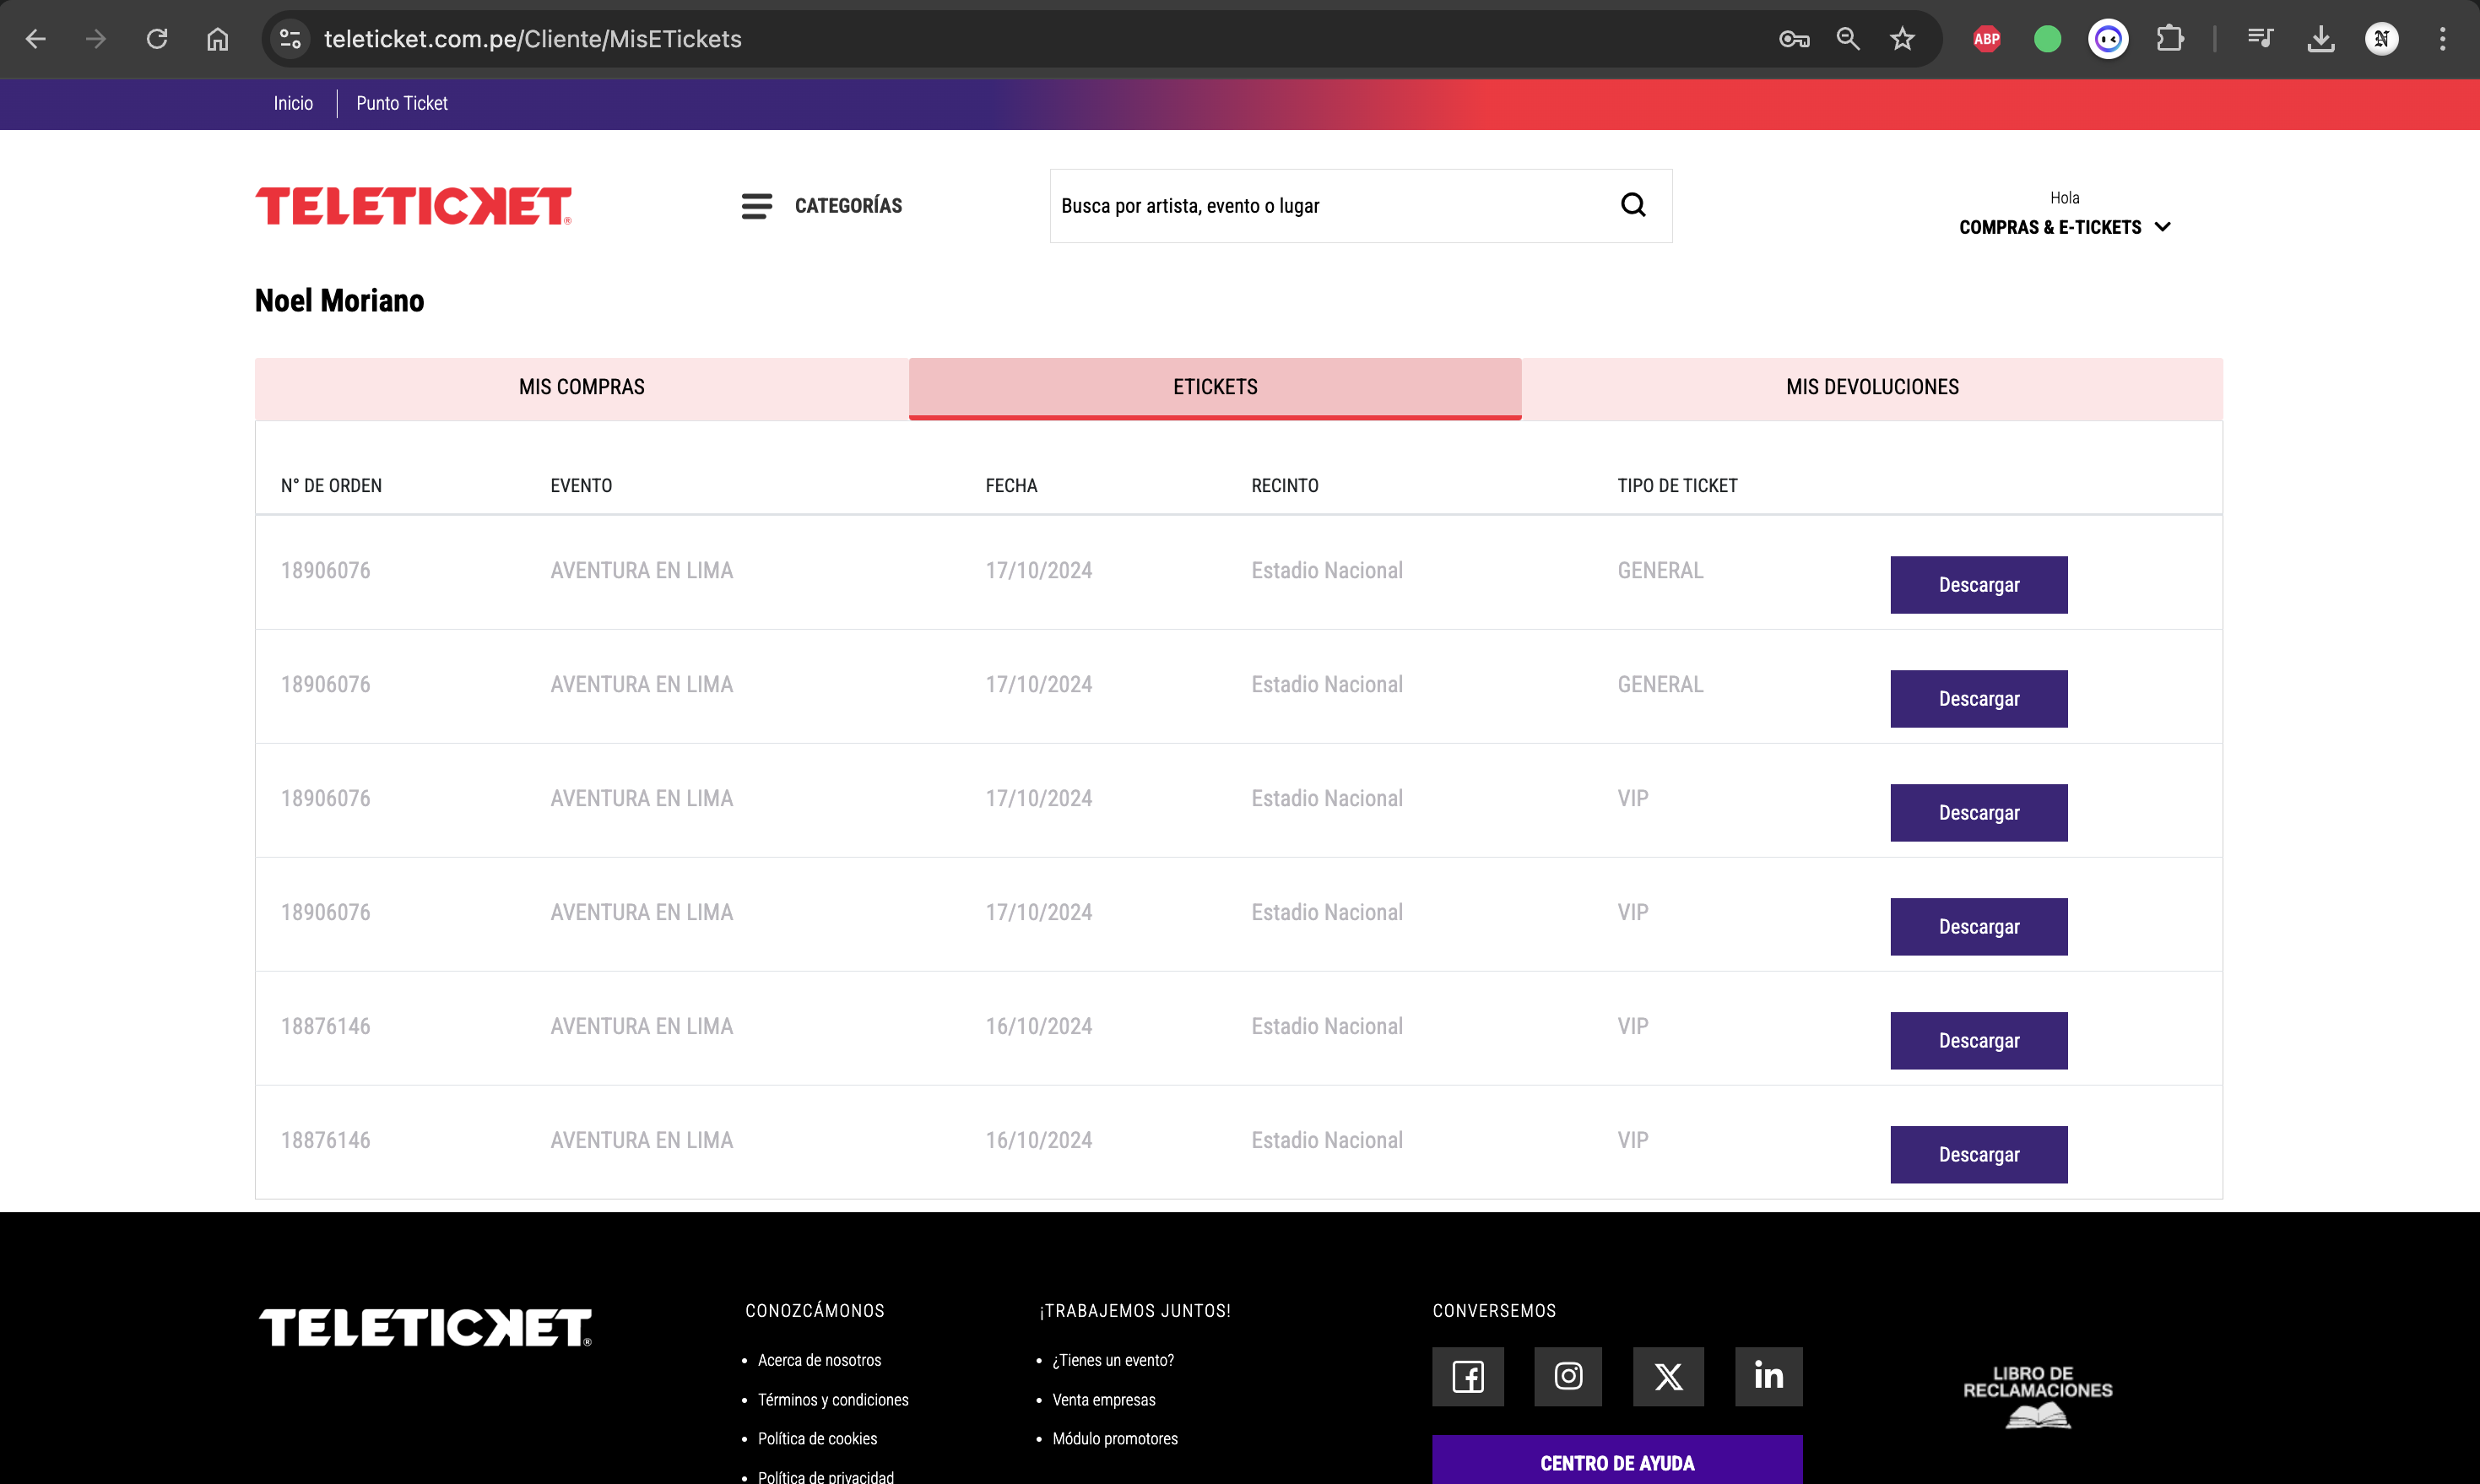 teleticket.com.pe/Cliente/MisETickets
ABP
N
Inicio
Punto Ticket
TELETICKET®
CATEGORÍAS
Busca por artista, evento o lugar
Hola
COMPRAS & E-TICKETS
Noel Moriano
MIS COMPRAS
ETICKETS
MIS DEVOLUCIONES
N° DE ORDEN EVENTO FECHA RECINTO TIPO DE TICKET
18906076 AVENTURA EN LIMA 17/10/2024 Estadio Nacional GENERAL Descargar
18906076 AVENTURA EN LIMA 17/10/2024 Estadio Nacional GENERAL Descargar
18906076 AVENTURA EN LIMA 17/10/2024 Estadio Nacional VIP Descargar
18906076 AVENTURA EN LIMA 17/10/2024 Estadio Nacional VIP Descargar
18876146 AVENTURA EN LIMA 16/10/2024 Estadio Nacional VIP Descargar
18876146 AVENTURA EN LIMA 16/10/2024 Estadio Nacional VIP Descargar
TELETICKET®
CONOZCÁMONOS
Acerca de nosotros
Términos y condiciones
Política de cookies
Política de privacidad
¡TRABAJEMOS JUNTOS!
¿Tienes un evento?
Venta empresas
Módulo promotores
CONVERSEMOS
CENTRO DE AYUDA
LIBRO DE
RECLAMACIONES